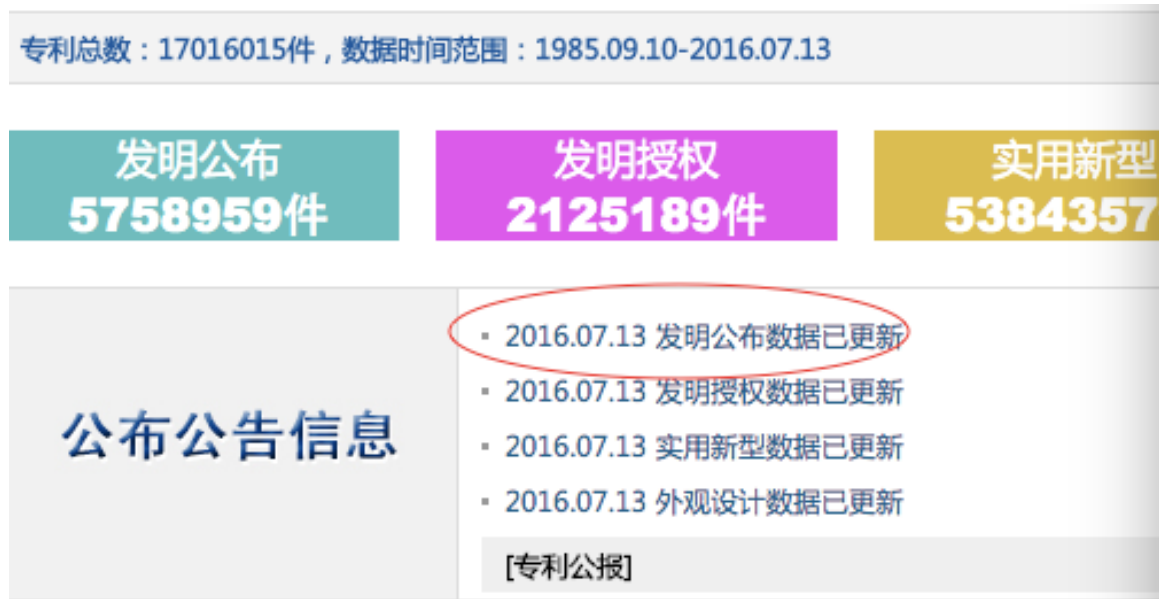 专利总数：17016015件，数据时间范围：1985.09.10-2016.07.13
发明公布
5758959件
发明授权
2125189件
实用新型
5384357
2016.07.13 发明公布数据已更新
2016.07.13 发明授权数据已更新
公布公告信息
2016.07.13 实用新型数据已更新
2016.07.13 外观设计数据已更新
[专利公报]